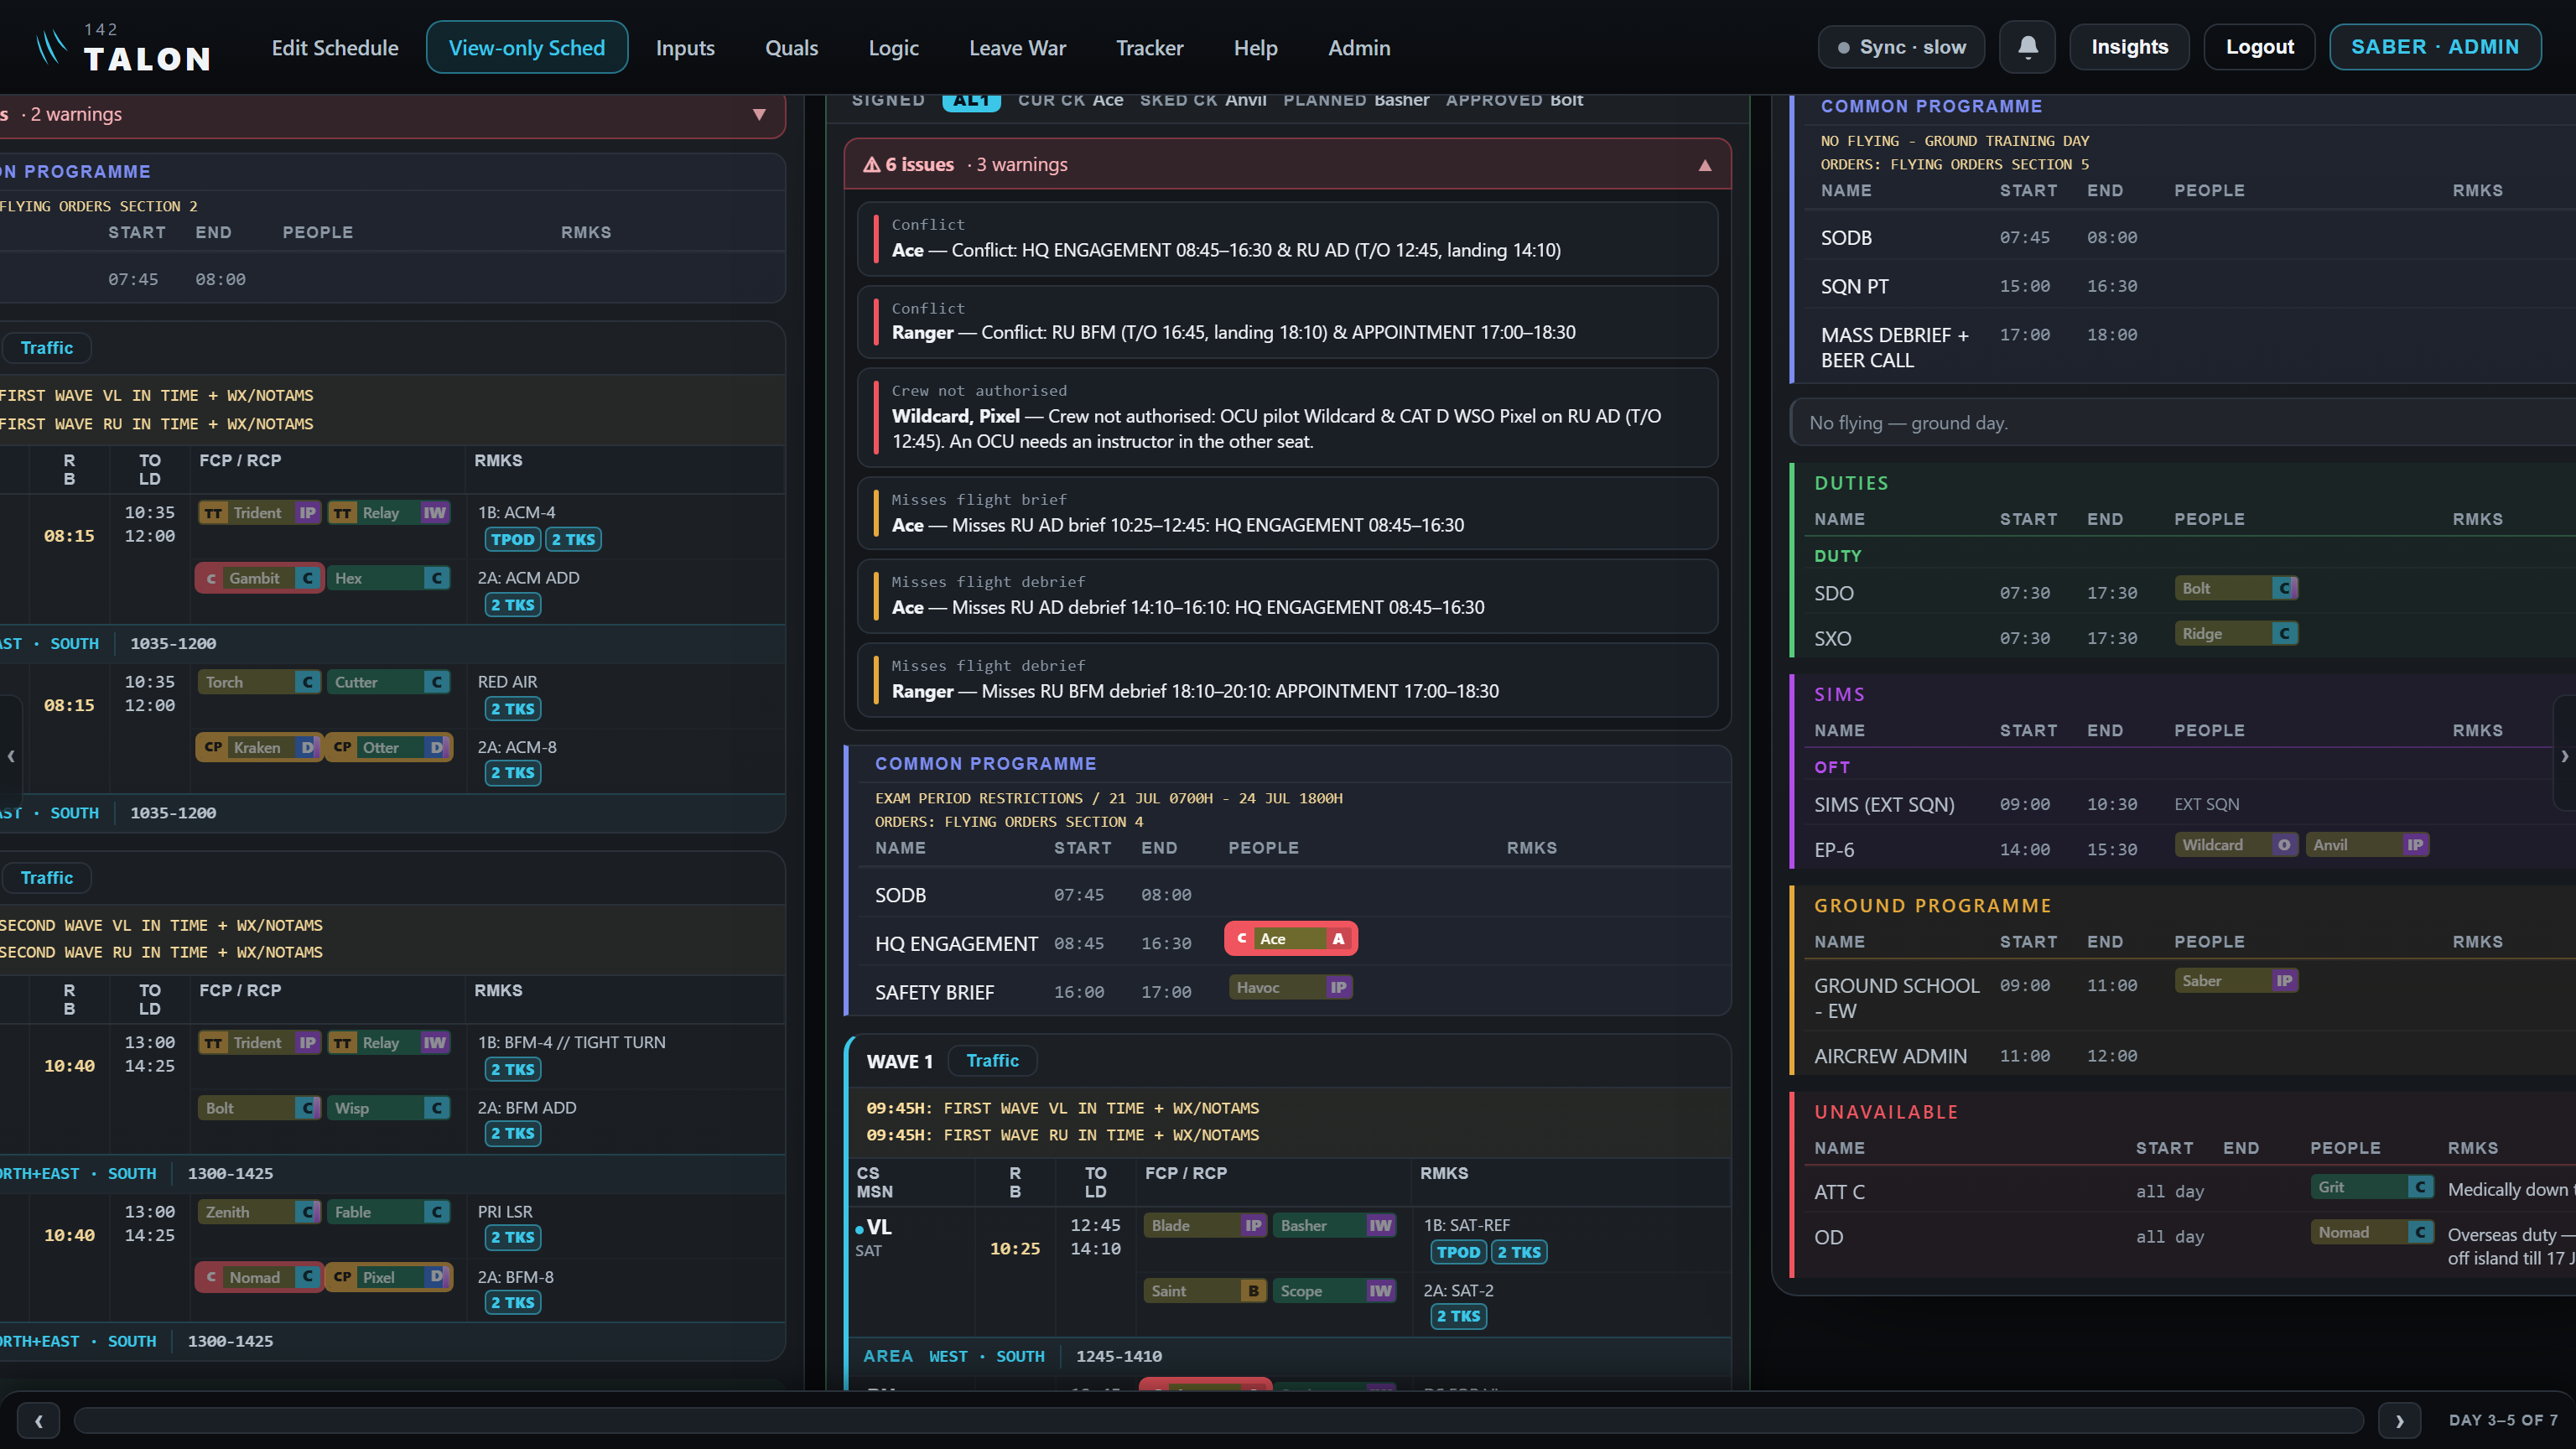 142
TALON
Edit Schedule
View-only Sched
Inputs
Quals
Logic
Leave War
Tracker
Help
Admin
Sync · slow
Insights
Logout
SABER · ADMIN
s · 2 warnings
▼
ON PROGRAMME
FLYING ORDERS SECTION 2
START END PEOPLE RMKS
07:45 08:00
Traffic
FIRST WAVE VL IN TIME + WX/NOTAMS
FIRST WAVE RU IN TIME + WX/NOTAMS
R TO FCP / RCP RMKS
B LD
08:15 10:35 TT Trident IP TT Relay IW 1B: ACM-4
12:00 TPOD 2 TKS
C Gambit C Hex C 2A: ACM ADD
2 TKS
AST · SOUTH 1035-1200
08:15 10:35 Torch C Cutter C RED AIR
12:00 2 TKS
CP Kraken D CP Otter D 2A: ACM-8
2 TKS
AST · SOUTH 1035-1200
Traffic
SECOND WAVE VL IN TIME + WX/NOTAMS
SECOND WAVE RU IN TIME + WX/NOTAMS
R TO FCP / RCP RMKS
B LD
10:40 13:00 TT Trident IP TT Relay IW 1B: BFM-4 // TIGHT TURN
14:25 2 TKS
Bolt C Wisp C 2A: BFM ADD
2 TKS
ORTH+EAST · SOUTH 1300-1425
10:40 13:00 Zenith C Fable C PRI LSR
14:25 2 TKS
C Nomad C CP Pixel D 2A: BFM-8
2 TKS
ORTH+EAST · SOUTH 1300-1425
SIGNED AL1 CUR CK Ace SKED CK Anvil PLANNED Basher APPROVED Bolt
⚠ 6 issues · 3 warnings ▲
Conflict
Ace — Conflict: HQ ENGAGEMENT 08:45–16:30 & RU AD (T/O 12:45, landing 14:10)
Conflict
Ranger — Conflict: RU BFM (T/O 16:45, landing 18:10) & APPOINTMENT 17:00–18:30
Crew not authorised
Wildcard, Pixel — Crew not authorised: OCU pilot Wildcard & CAT D WSO Pixel on RU AD (T/O
12:45). An OCU needs an instructor in the other seat.
Misses flight brief
Ace — Misses RU AD brief 10:25–12:45: HQ ENGAGEMENT 08:45–16:30
Misses flight debrief
Ace — Misses RU AD debrief 14:10–16:10: HQ ENGAGEMENT 08:45–16:30
Misses flight debrief
Ranger — Misses RU BFM debrief 18:10–20:10: APPOINTMENT 17:00–18:30
COMMON PROGRAMME
EXAM PERIOD RESTRICTIONS / 21 JUL 0700H - 24 JUL 1800H
ORDERS: FLYING ORDERS SECTION 4
NAME START END PEOPLE RMKS
SODB 07:45 08:00
HQ ENGAGEMENT 08:45 16:30 C Ace A
SAFETY BRIEF 16:00 17:00 Havoc IP
WAVE 1 Traffic
09:45H: FIRST WAVE VL IN TIME + WX/NOTAMS
09:45H: FIRST WAVE RU IN TIME + WX/NOTAMS
CS R TO FCP / RCP RMKS
MSN B LD
VL 10:25 12:45 Blade IP Basher IW 1B: SAT-REF
SAT 14:10 TPOD 2 TKS
Saint B Scope IW 2A: SAT-2
2 TKS
AREA WEST · SOUTH 1245-1410
COMMON PROGRAMME
NO FLYING - GROUND TRAINING DAY
ORDERS: FLYING ORDERS SECTION 5
NAME START END PEOPLE RMKS
SODB 07:45 08:00
SQN PT 15:00 16:30
MASS DEBRIEF + 17:00 18:00
BEER CALL
No flying — ground day.
DUTIES
NAME START END PEOPLE RMKS
DUTY
SDO 07:30 17:30 Bolt C
SXO 07:30 17:30 Ridge C
SIMS
NAME START END PEOPLE RMKS
OFT
SIMS (EXT SQN) 09:00 10:30 EXT SQN
EP-6 14:00 15:30 Wildcard O Anvil IP
GROUND PROGRAMME
NAME START END PEOPLE RMKS
GROUND SCHOOL 09:00 11:00 Saber IP
- EW
AIRCREW ADMIN 11:00 12:00
UNAVAILABLE
NAME START END PEOPLE RMKS
ATT C all day Grit C Medically down
OD all day Nomad C Overseas duty —
off island till 17 J
‹ › DAY 3–5 OF 7